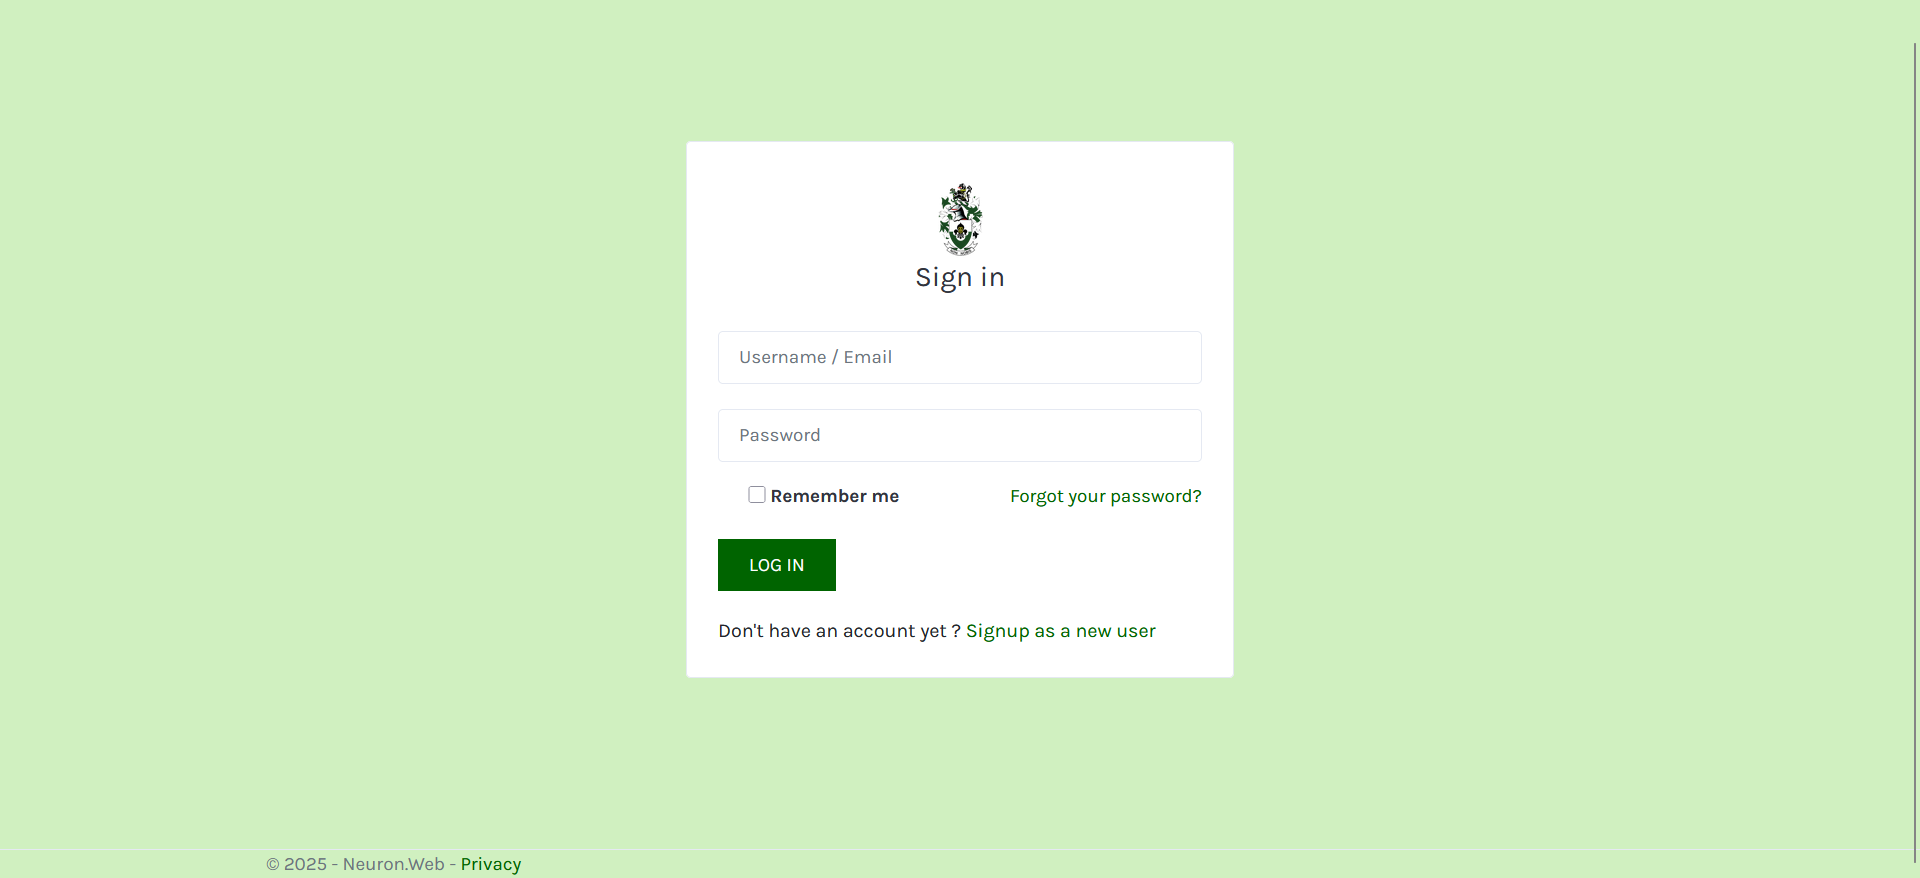 Sign in
Username / Email
Password
Remember me
Forgot your password?
LOG IN
Don't have an account yet ? Signup as a new user
© 2025 - Neuron.Web - Privacy